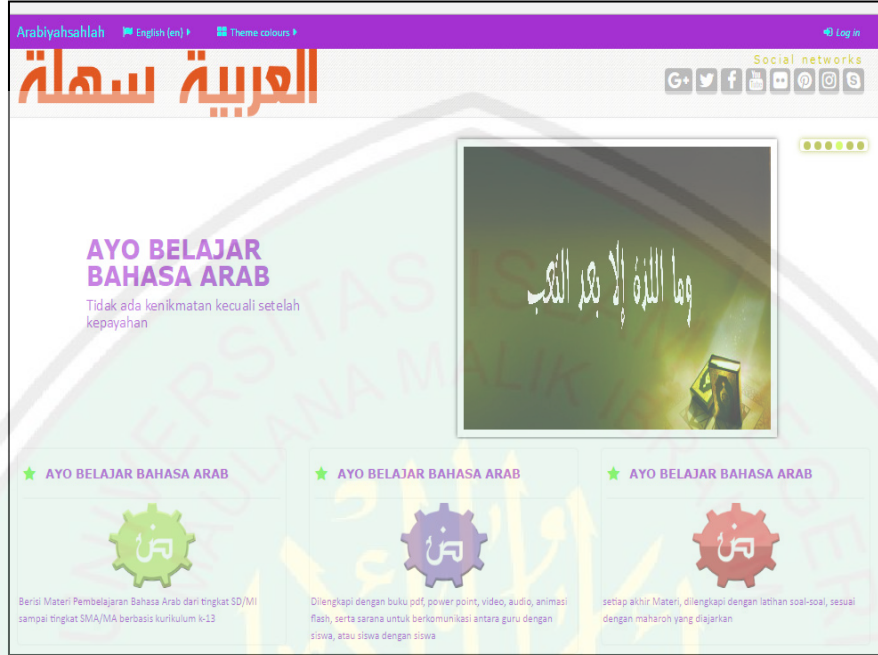 Arabiyahsahlah English (en) Theme colours Log in
العربية سهلة
Social networks
AYO BELAJAR
BAHASA ARAB
Tidak ada kenikmatan kecuali setelah
kepayahan
وما اللزة إلا بعر التعب
AYO BELAJAR BAHASA ARAB
ض
Berisi Materi Pembelajaran Bahasa Arab dari tingkat SD/MI
sampai tingkat SMA/MA berbasis kurikulum k-13
AYO BELAJAR BAHASA ARAB
ض
Dilengkapi dengan buku pdf, power point, video, audio, animasi
flash, serta sarana untuk berkomunikasi antara guru dengan
siswa, atau siswa dengan siswa
AYO BELAJAR BAHASA ARAB
ض
setiap akhir Materi, dilengkapi dengan latihan soal-soal, sesuai
dengan maharoh yang diajarkan